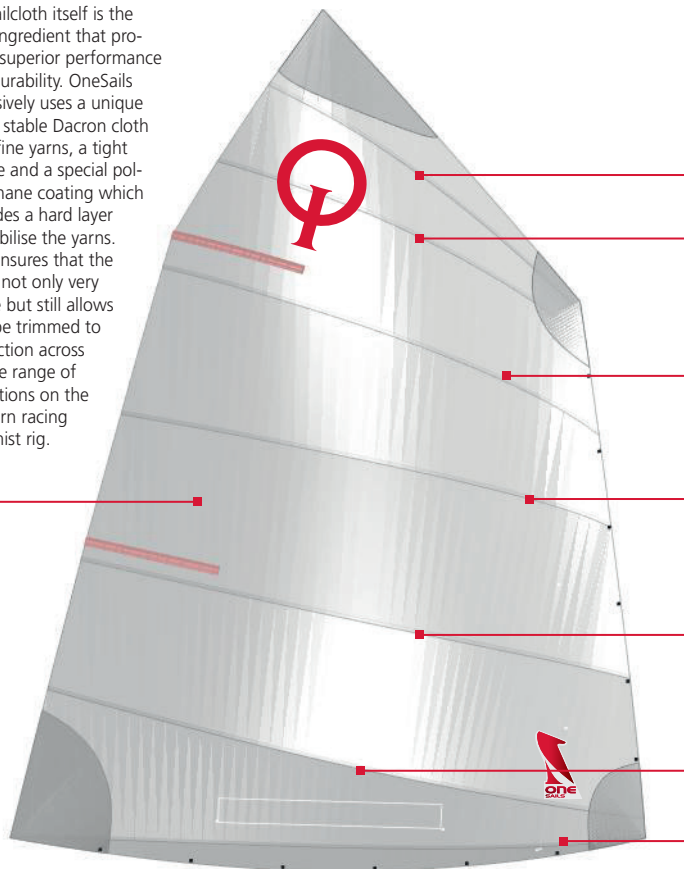 ilcloth itself is the
ngredient that pro-
superior performance
urability. OneSails
sively uses a unique
stable Dacron cloth
fine yarns, a tight
e and a special pol-
hane coating which
des a hard layer
bilise the yarns.
nsures that the
not only very
e but still allows
be trimmed to
ction across
e range of
tions on the
rn racing
nist rig.
ONE
SAILS